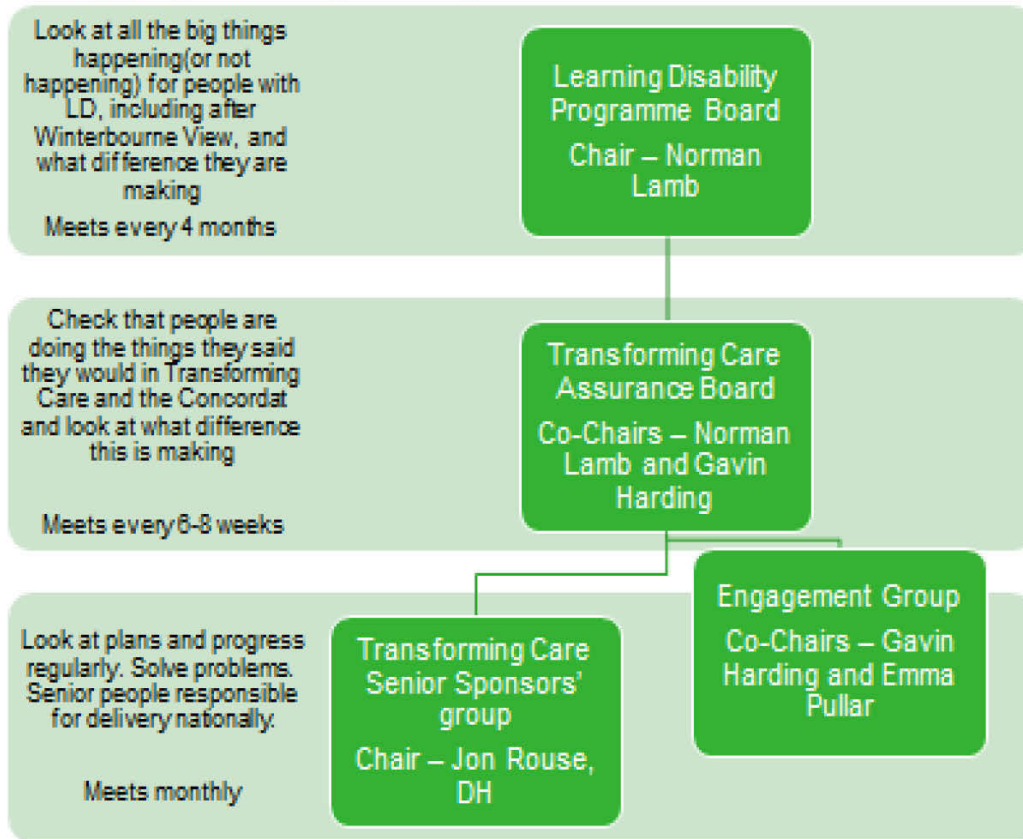 Look at all the big things
happening(or not
happening) for people with
LD, including after
Winterbourne View, and
what difference they are
making
Meets every 4 months
Learning Disability
Programme Board
Chair – Norman
Lamb
Check that people are
doing the things they said
they would in Transforming
Care and the Concordat
and look at what difference
this is making
Meets every 6-8 weeks
Transforming Care
Assurance Board
Co-Chairs – Norman
Lamb and Gavin
Harding
Look at plans and progress
regularly. Solve problems.
Senior people responsible
for delivery nationally.
Meets monthly
Transforming Care
Senior Sponsors’
group
Chair – Jon Rouse,
DH
Engagement Group
Co-Chairs – Gavin
Harding and Emma
Pullar